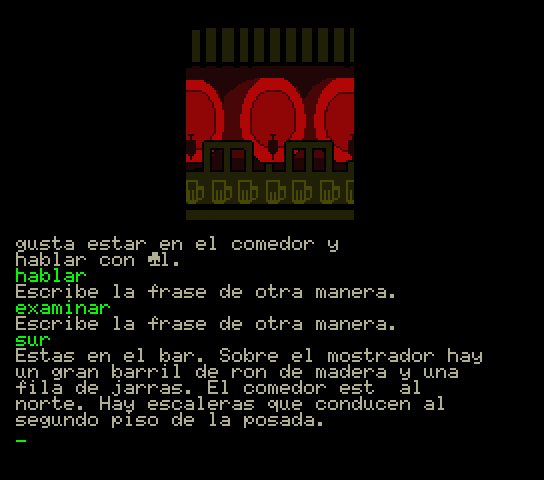 gusta estar en el comedor y
hablar con ♣l.
hablar
Escribe la frase de otra manera.
examinar
Escribe la frase de otra manera.
sur
Estas en el bar. Sobre el mostrador hay
un gran barril de ron de madera y una
fila de jarras. El comedor est  al
norte. Hay escaleras que conducen al
segundo piso de la posada.
_